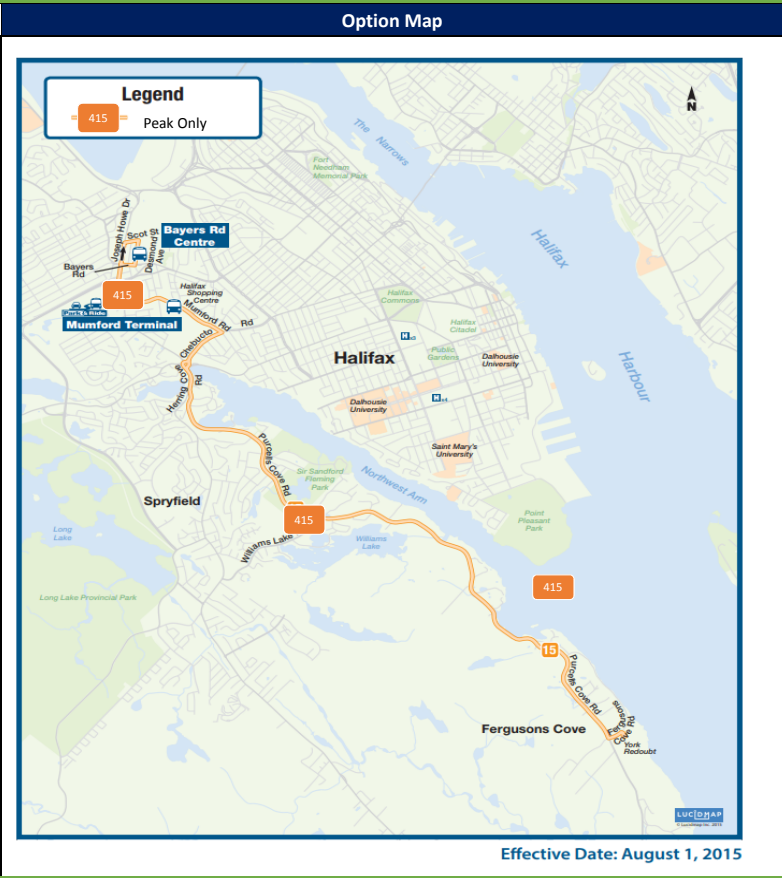 Option Map
Legend
415
Peak Only
N
The Narrows
Fort
Needham
Memorial Park
Joseph Howe Dr
Scot
Desmond St
Ave
Bayers Rd
Centre
Bayers
Rd
Halifax
415
Halifax
Shopping
Centre
Park & Ride
Mumford Terminal
Mumford Rd
Rd
Halifax
Commons
Halifax
Citadel
Chebucto
Public
Gardens
Halifax
Dalhousie
University
Harbour
Herring Cove
Rd
Dalhousie
University
Saint Mary's
University
Purcells Cove Rd
Sir Sandford
Fleming
Park
Northwest Arm
Spryfield
415
Point
Pleasant
Park
Long
Lake
Williams Lake
Williams
Lake
415
Long Lake Provincial Park
15
Purcells Cove Rd
Fergusons Cove
Fergusons
Cove Rd
York
Redoubt
LUCIDMAP
© Lucidmap Inc. 2015
Effective Date: August 1, 2015